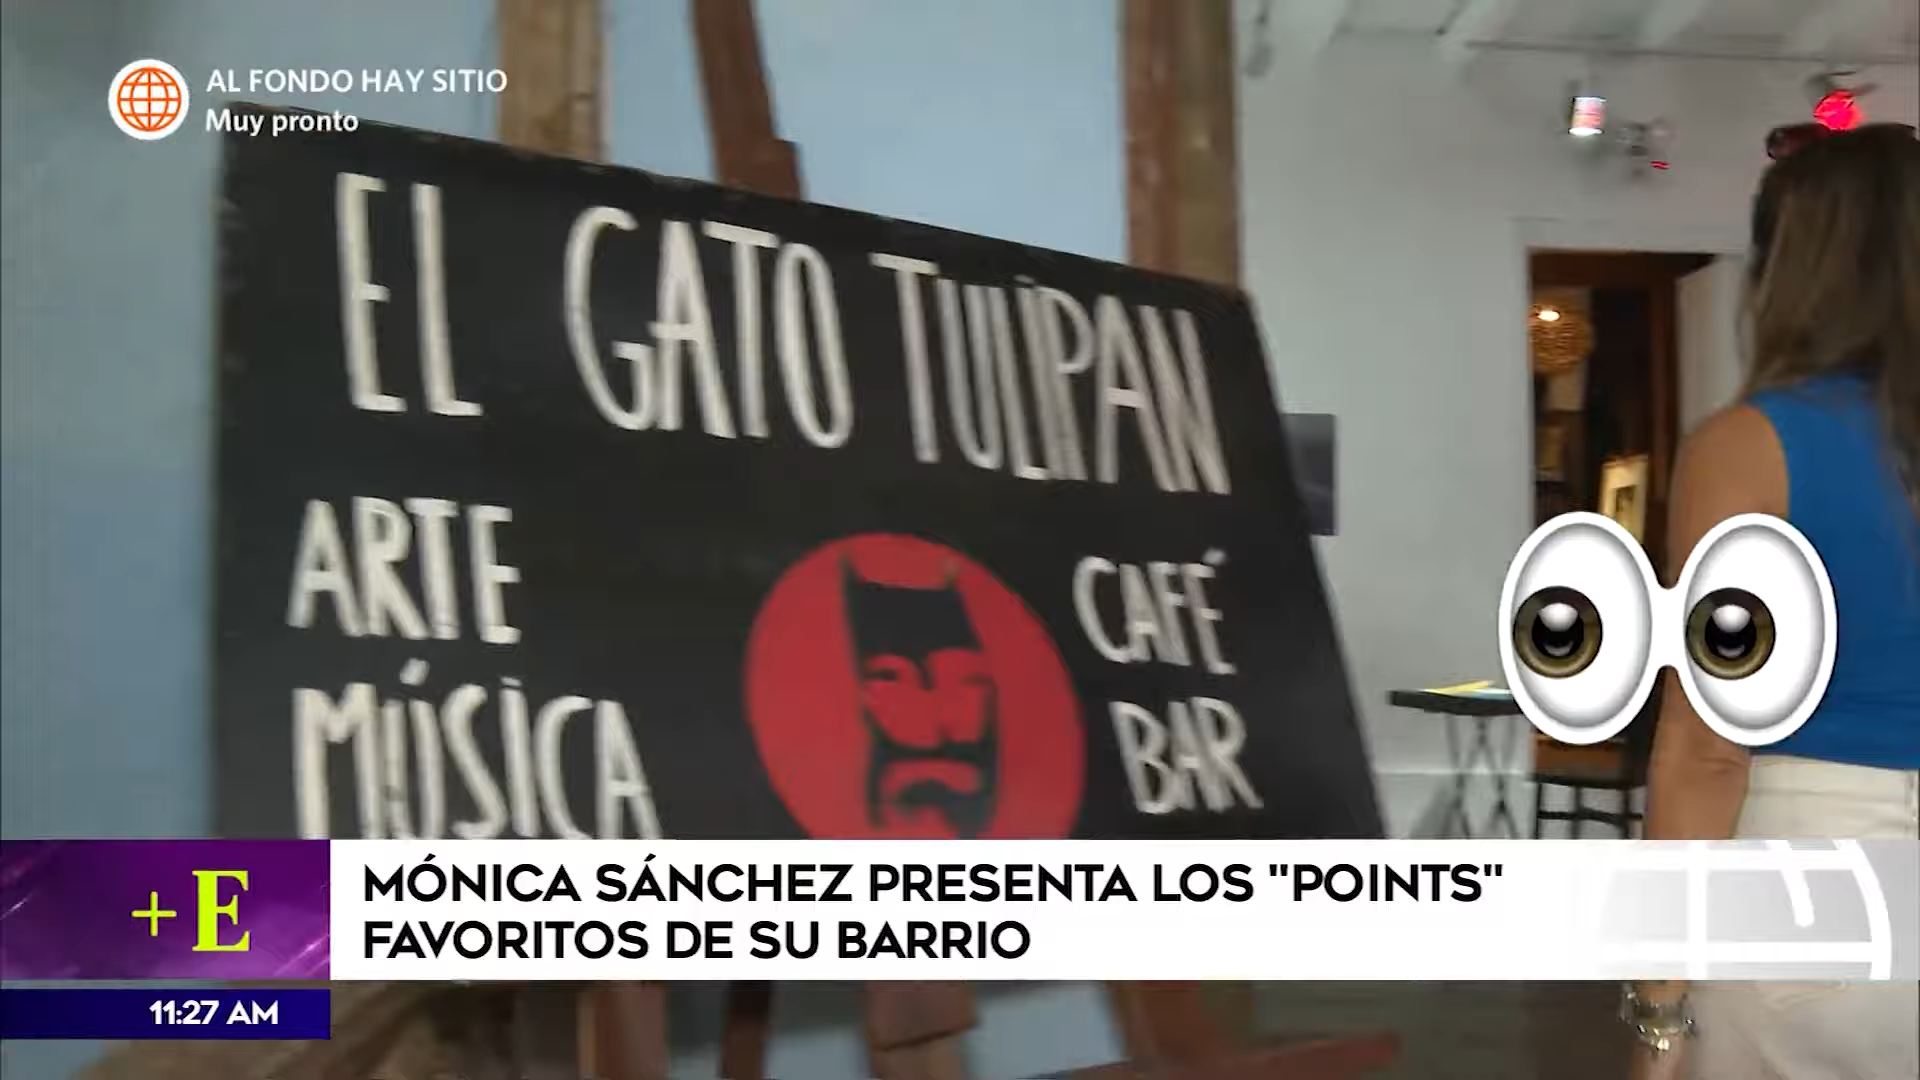 AL FONDO HAY SITIO
Muy pronto
EL GATO TULIPAN
ARTE
MÚSICA
CAFÉ
BAR
+E
MÓNICA SÁNCHEZ PRESENTA LOS "POINTS"
FAVORITOS DE SU BARRIO
11:27 AM